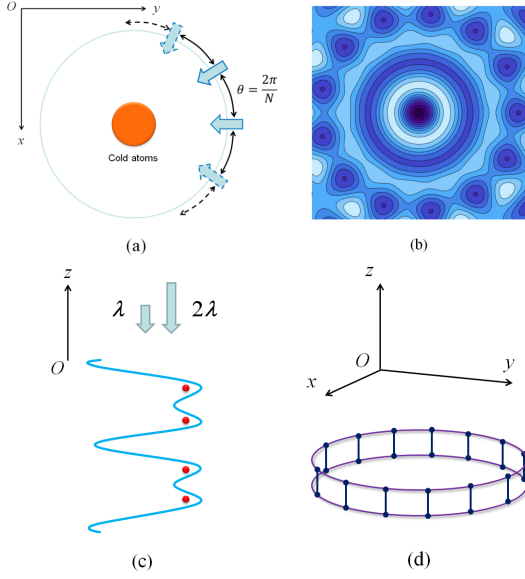 O y
x
θ = 2π/N
Cold atoms
(a)
(b)
z
λ 2λ
O
(c)
z
O
x y
(d)